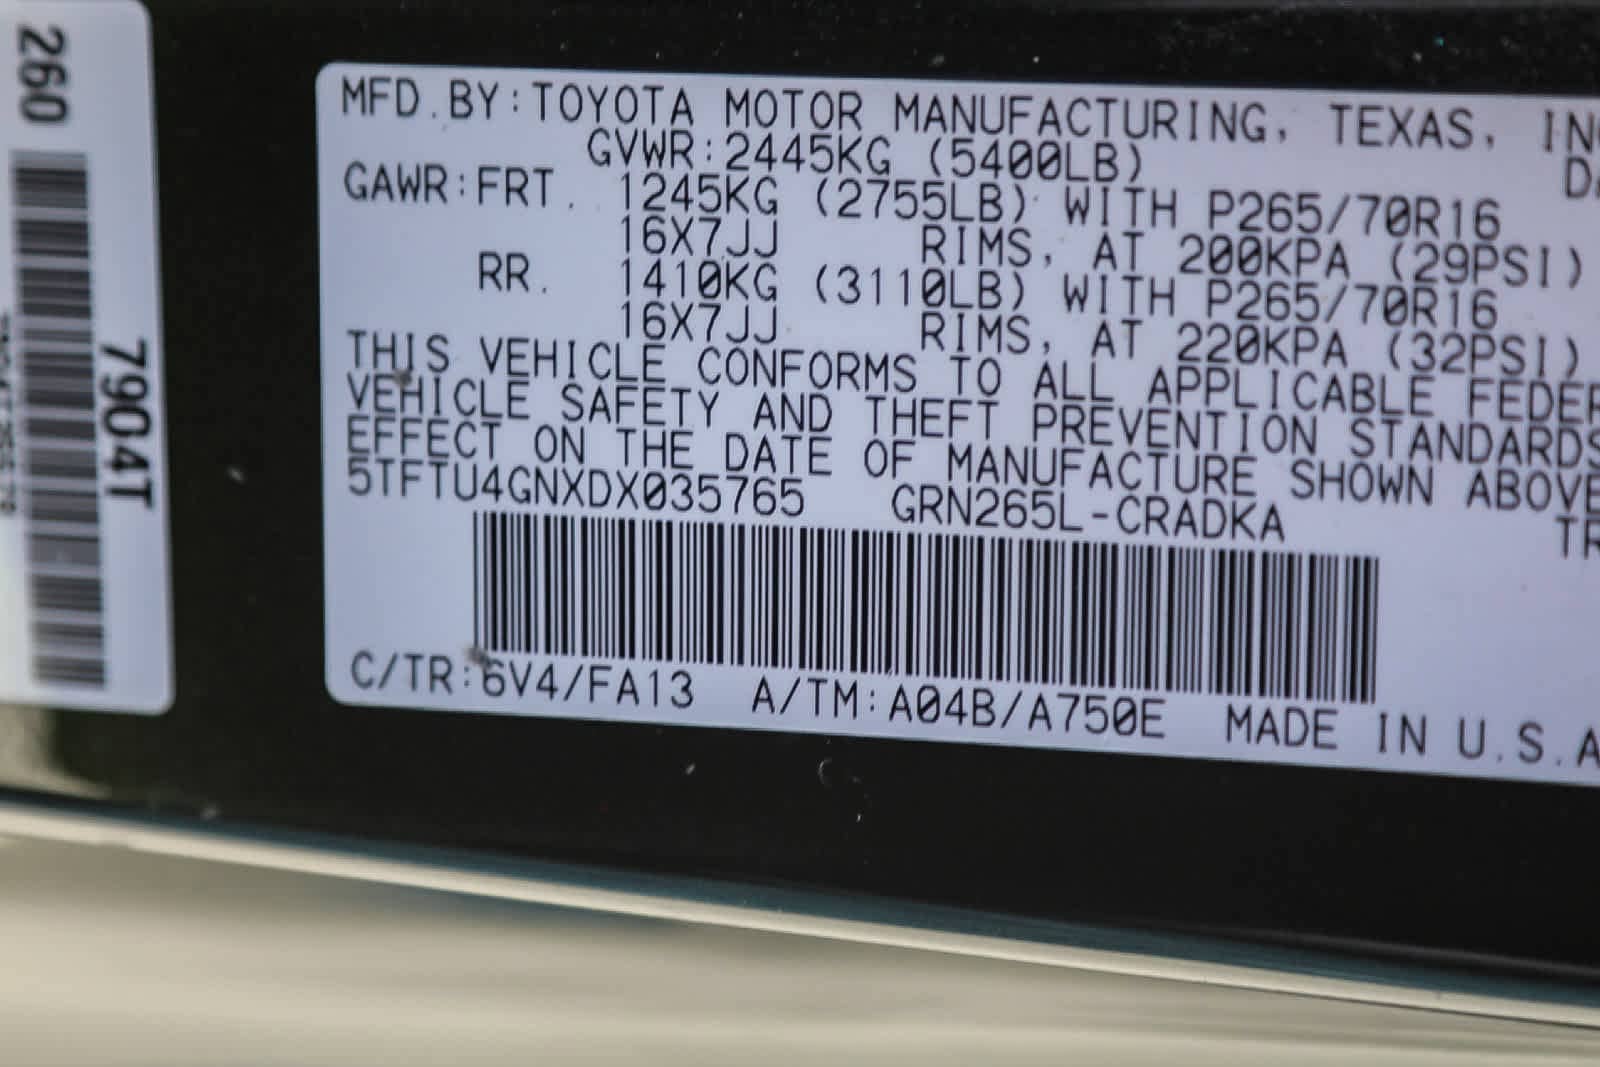 260
7904T
MFD.BY:TOYOTA MOTOR MANUFACTURING, TEXAS, IN
GVWR:2445KG (5400LB)
GAWR:FRT. 1245KG (2755LB) WITH P265/70R16
16X7JJ RIMS, AT 200KPA (29PSI)
RR. 1410KG (3110LB) WITH P265/70R16
16X7JJ RIMS, AT 220KPA (32PSI)
THIS VEHICLE CONFORMS TO ALL APPLICABLE FEDER
VEHICLE SAFETY AND THEFT PREVENTION STANDARDS
EFFECT ON THE DATE OF MANUFACTURE SHOWN ABOVE
5TFTU4GNXDX035765 GRN265L-CRADKA TR
C/TR:6V4/FA13 A/TM:A04B/A750E MADE IN U.S.A